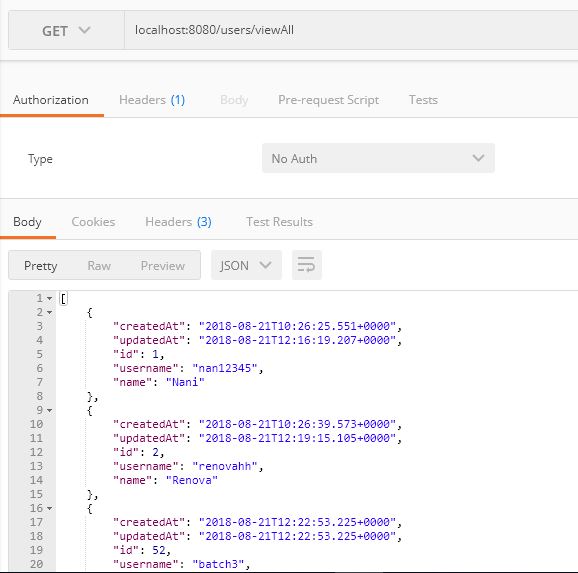 GET localhost:8080/users/viewAll
Authorization Headers (1) Body Pre-request Script Tests
Type No Auth
Body Cookies Headers (3) Test Results
Pretty Raw Preview JSON
1 [
2 {
3 "createdAt": "2018-08-21T10:26:25.551+0000",
4 "updatedAt": "2018-08-21T12:16:19.207+0000",
5 "id": 1,
6 "username": "nan12345",
7 "name": "Nani"
8 },
9 {
10 "createdAt": "2018-08-21T10:26:39.573+0000",
11 "updatedAt": "2018-08-21T12:19:15.105+0000",
12 "id": 2,
13 "username": "renovahh",
14 "name": "Renova"
15 },
16 {
17 "createdAt": "2018-08-21T12:22:53.225+0000",
18 "updatedAt": "2018-08-21T12:22:53.225+0000",
19 "id": 52,
20 "username": "batch3",